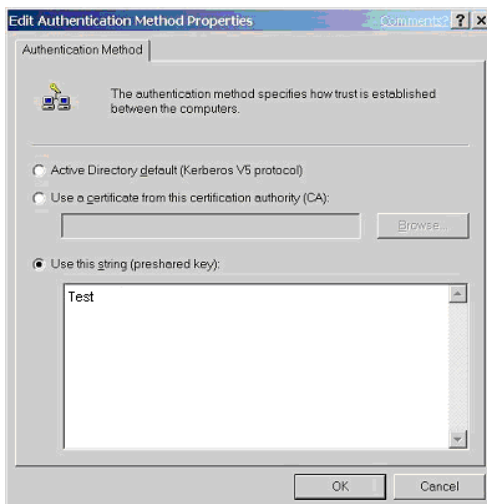 Edit Authentication Method Properties
Comments? ? ×
Authentication Method
The authentication method specifies how trust is established
between the computers.
Active Directory default (Kerberos V5 protocol)
Use a certificate from this certification authority (CA):
Browse...
Use this string (preshared key):
Test
OK Cancel